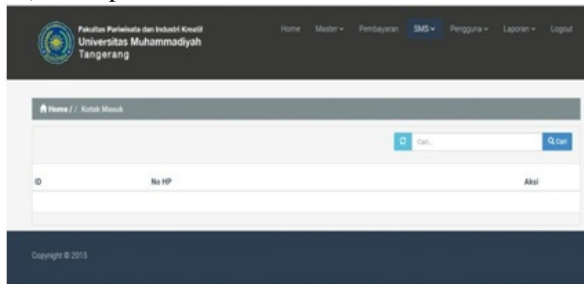 Fakultas Pariwisata dan Industri Kreatif
Universitas Muhammadiyah
Tangerang
Home Master Pembayaran SMS Pengguna Laporan Logout
Home / / Kotak Masuk
Cari... Cari
ID No HP Aksi
Copyright © 2015